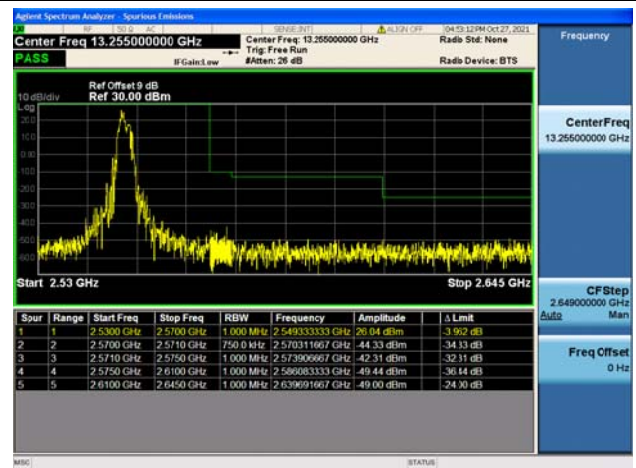 Agilent Spectrum Analyzer - Spurious Emissions
RF 50 Ω AC SENSE:INT ALIGN OFF 04:53:12 PM Oct 27, 2021
Center Freq 13.255000000 GHz
Center Freq: 13.255000000 GHz
Radio Std: None
Trig: Free Run
PASS
IFGain:Low
#Atten: 26 dB
Radio Device: BTS
Ref Offset 9 dB
10 dB/div Ref 30.00 dBm
Log
20.0
10.0
0.00
-10.0
-20.0
-30.0
-40.0
-50.0
-60.0
Start 2.53 GHz Stop 2.645 GHz
Spur Range Start Freq Stop Freq RBW Frequency Amplitude Δ Limit
1 1 2.5300 GHz 2.5700 GHz 1.000 MHz 2.549333333 GHz 26.04 dBm -3.962 dB
2 2 2.5700 GHz 2.5710 GHz 750.0 kHz 2.570311667 GHz -44.33 dBm -34.33 dB
3 3 2.5710 GHz 2.5750 GHz 1.000 MHz 2.573906667 GHz -42.31 dBm -32.31 dB
4 4 2.5750 GHz 2.6100 GHz 1.000 MHz 2.586083333 GHz -49.44 dBm -36.44 dB
5 5 2.6100 GHz 2.6450 GHz 1.000 MHz 2.639691667 GHz -49.00 dBm -24.00 dB
Frequency
Center Freq
13.255000000 GHz
CF Step
2.649000000 GHz
Auto Man
Freq Offset
0 Hz
MSG STATUS